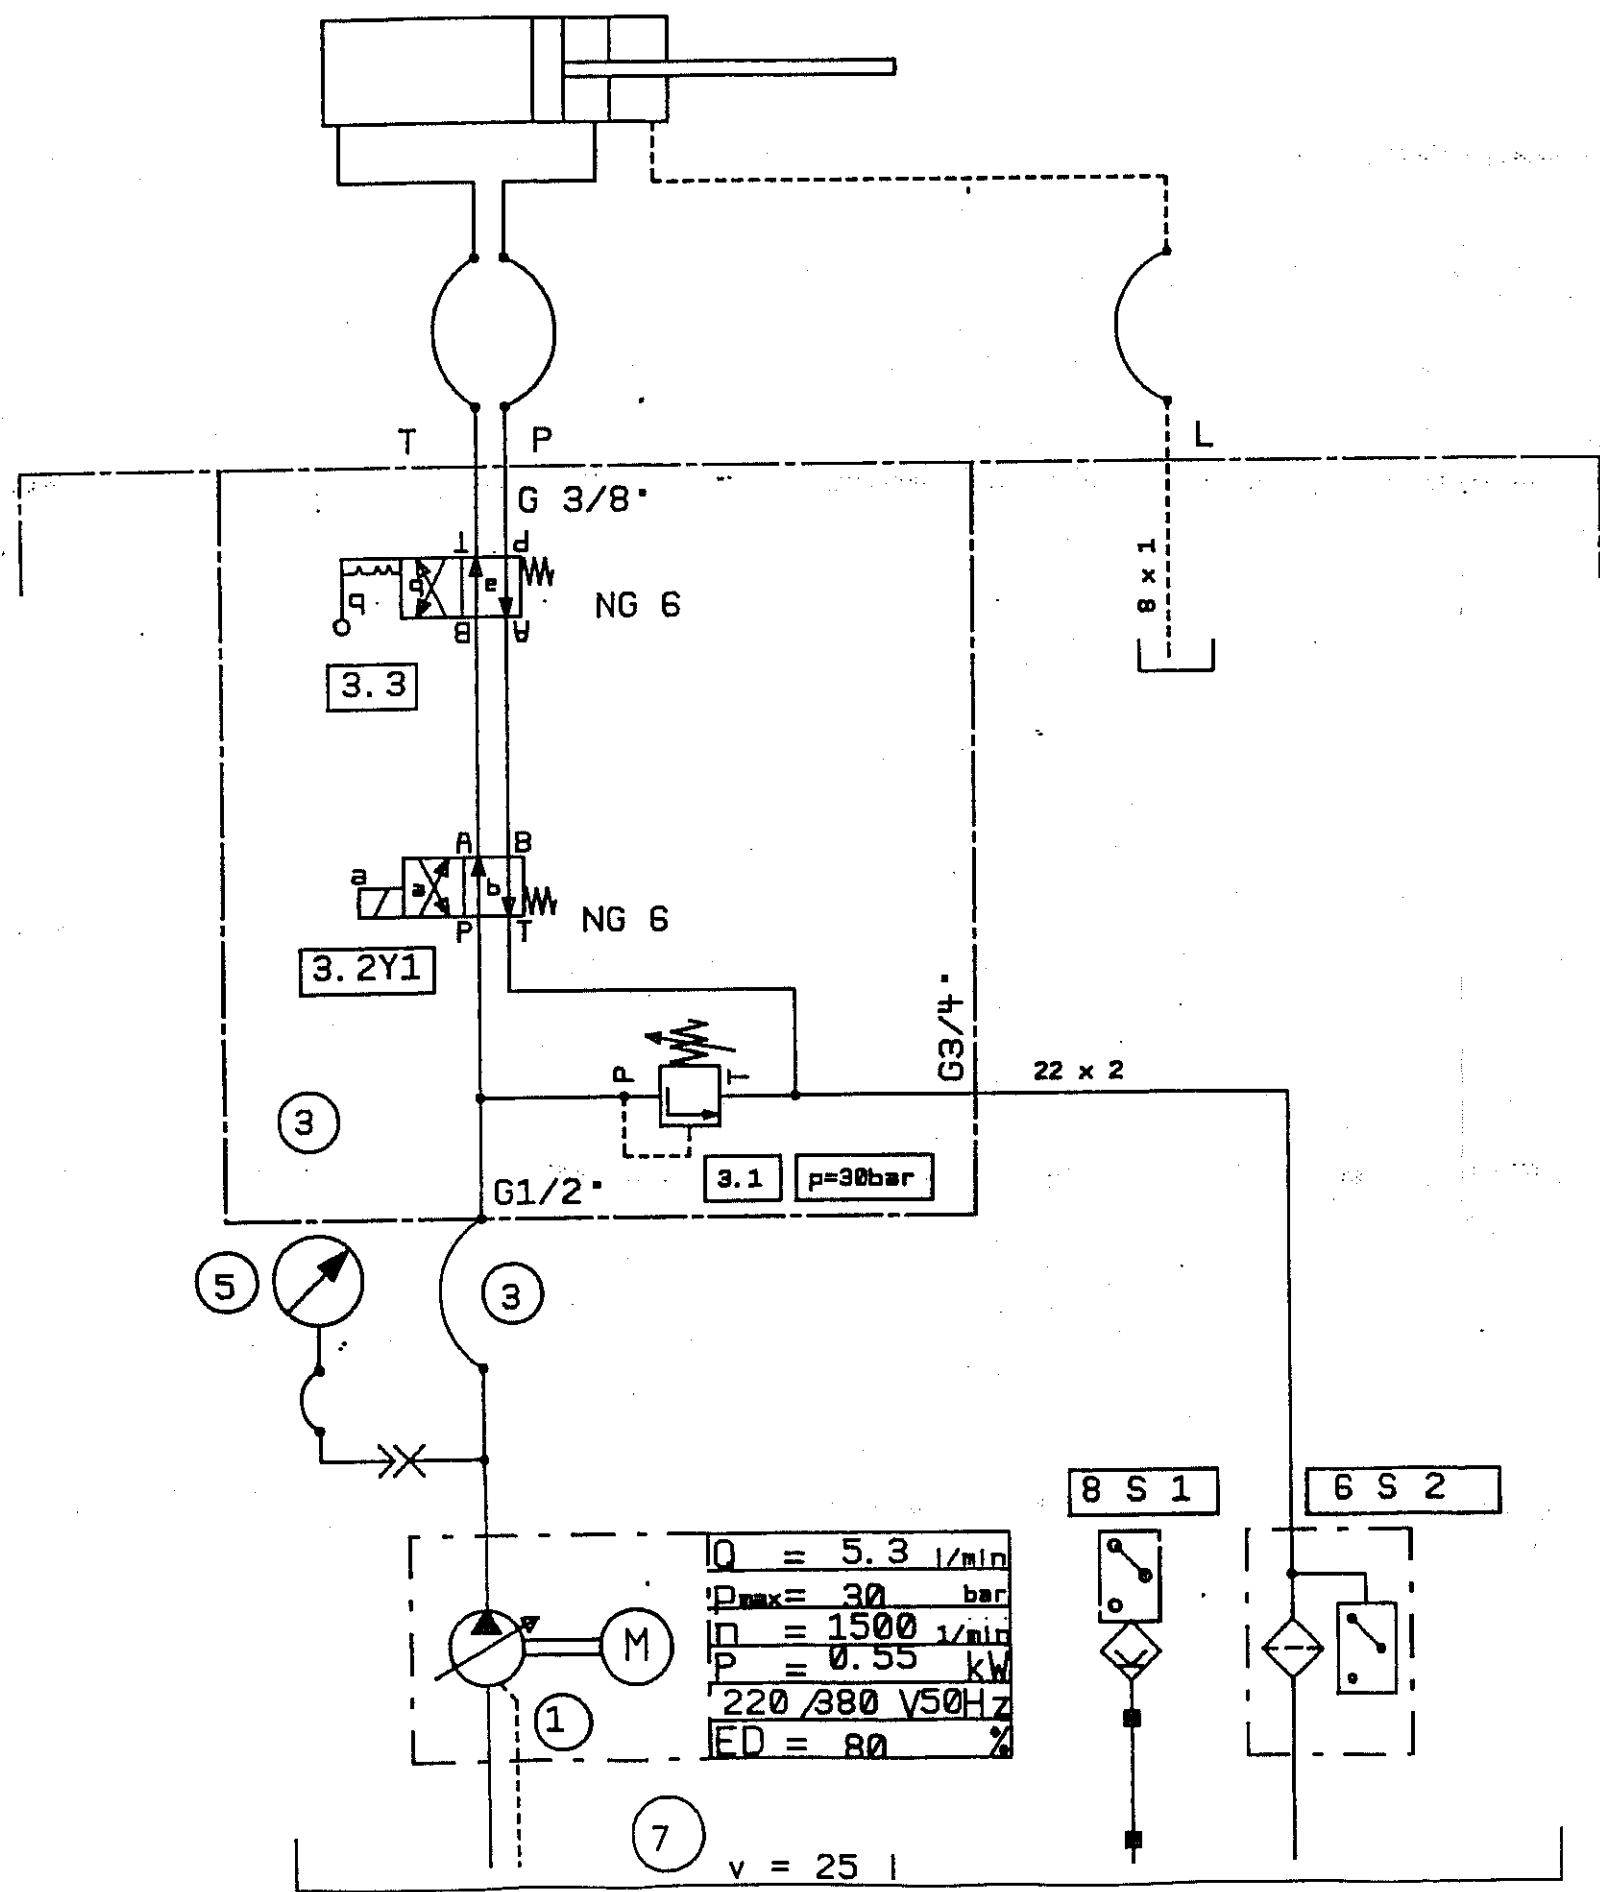 T P L
G 3/8"
T P
8 x 1
b a
b
NG 6
B A
3.3
A B
a
a b
NG 6
P T
3.2Y1
G3/4"
22 x 2
P T
3
3.1 p=30bar
G1/2"
5
3
8 S 1 6 S 2
Q = 5.3 l/min
Pmax= 30 bar
n = 1500 1/min
P = 0.55 kW
M
220/380 V50Hz
1
ED = 80 %
7
v = 25 l